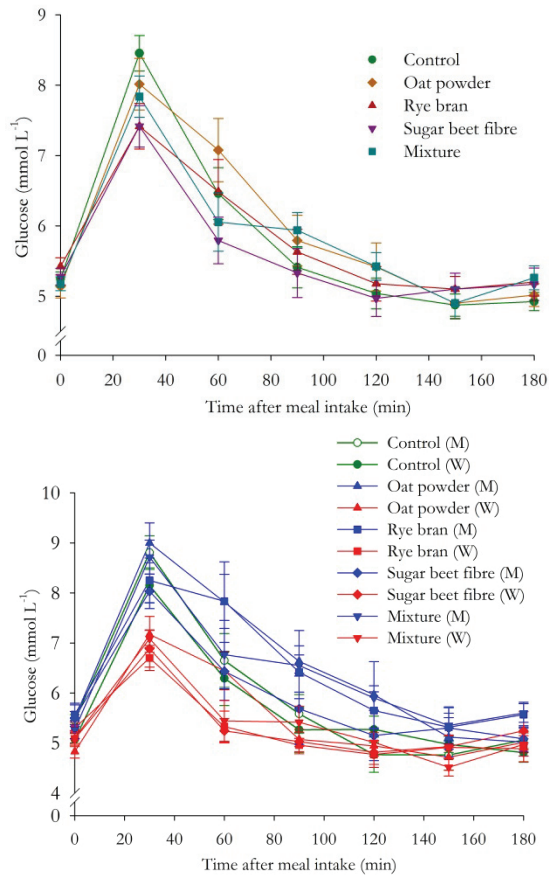 9
8
7
6
5
0
Glucose (mmol L⁻¹)
Control
Oat powder
Rye bran
Sugar beet fibre
Mixture
0 20 40 60 80 100 120 140 160 180
Time after meal intake (min)
Control (M)
Control (W)
Oat powder (M)
Oat powder (W)
Rye bran (M)
Rye bran (W)
Sugar beet fibre (M)
Sugar beet fibre (W)
Mixture (M)
Mixture (W)
10
9
8
7
6
5
4
0
Glucose (mmol L⁻¹)
0 20 40 60 80 100 120 140 160 180
Time after meal intake (min)